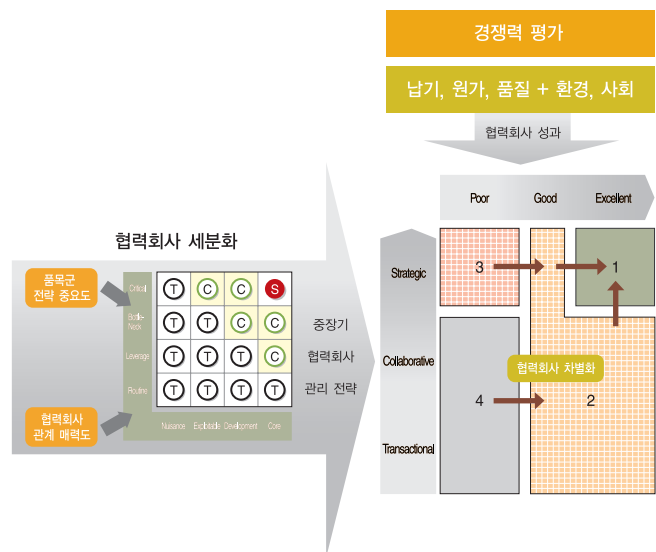 경쟁력 평가
납기, 원가, 품질 + 환경, 사회
협력회사 성과
Poor Good Excellent
협력회사 세분화
품목군
전략 중요도
협력회사
관계 매력도
Critical
Bottle-
Neck
Leverage
Routine
T C C S
T T C C
T T T C
T T T T
Nuisance Exploitable Development Core
중장기
협력회사
관리 전략
Strategic
Collaborative
Transactional
3 1
협력회사 차별화
4 2